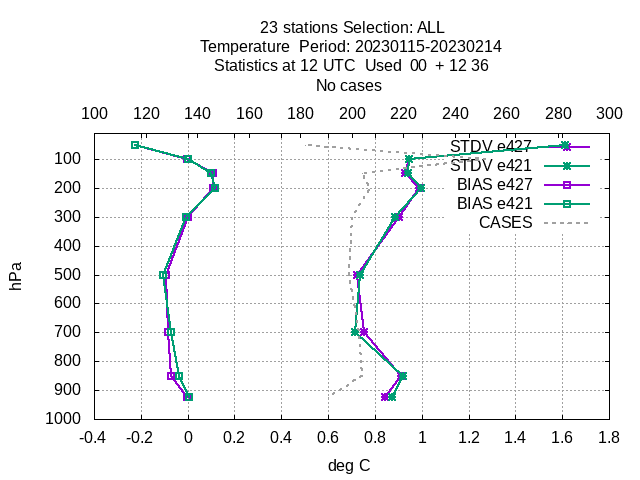 23 stations Selection: ALL
Temperature  Period: 20230115-20230214
Statistics at 12 UTC  Used  00  + 12 36
No cases
100 120 140 160 180 200 220 240 260 280 300
STDV e427
STDV e421
BIAS e427
BIAS e421
CASES
hPa
100
200
300
400
500
600
700
800
900
1000
-0.4 -0.2 0 0.2 0.4 0.6 0.8 1 1.2 1.4 1.6 1.8
deg C